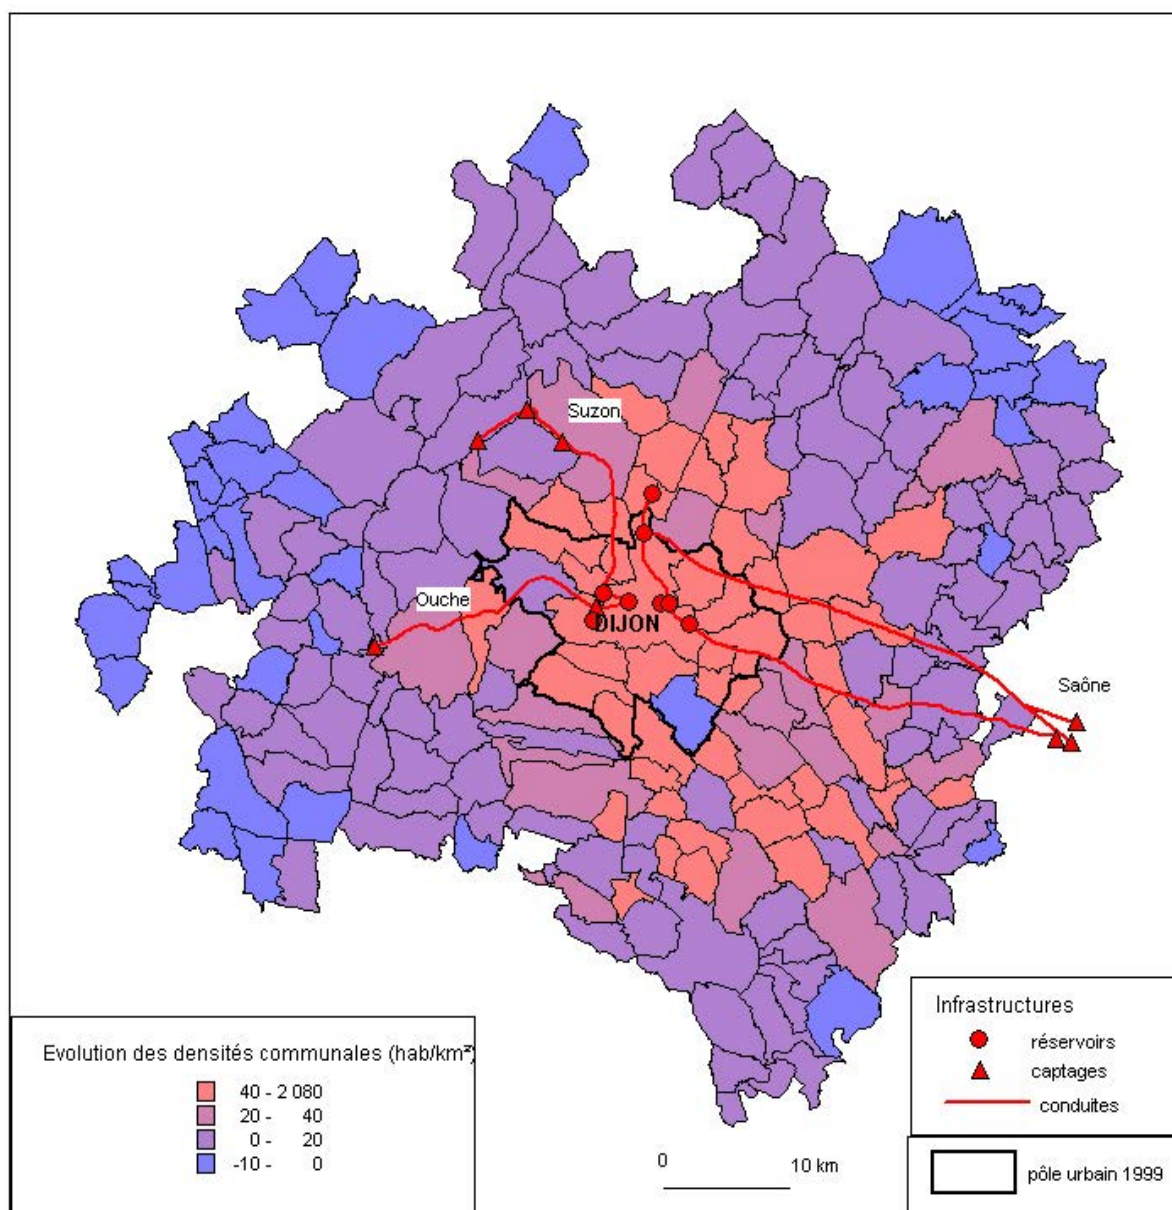 Suzon
Ouche
DIJON
Saône
Evolution des densités communales (hab/km²)
40 - 2 080
20 - 40
0 - 20
-10 - 0
0 10 km
Infrastructures
réservoirs
captages
conduites
pôle urbain 1999